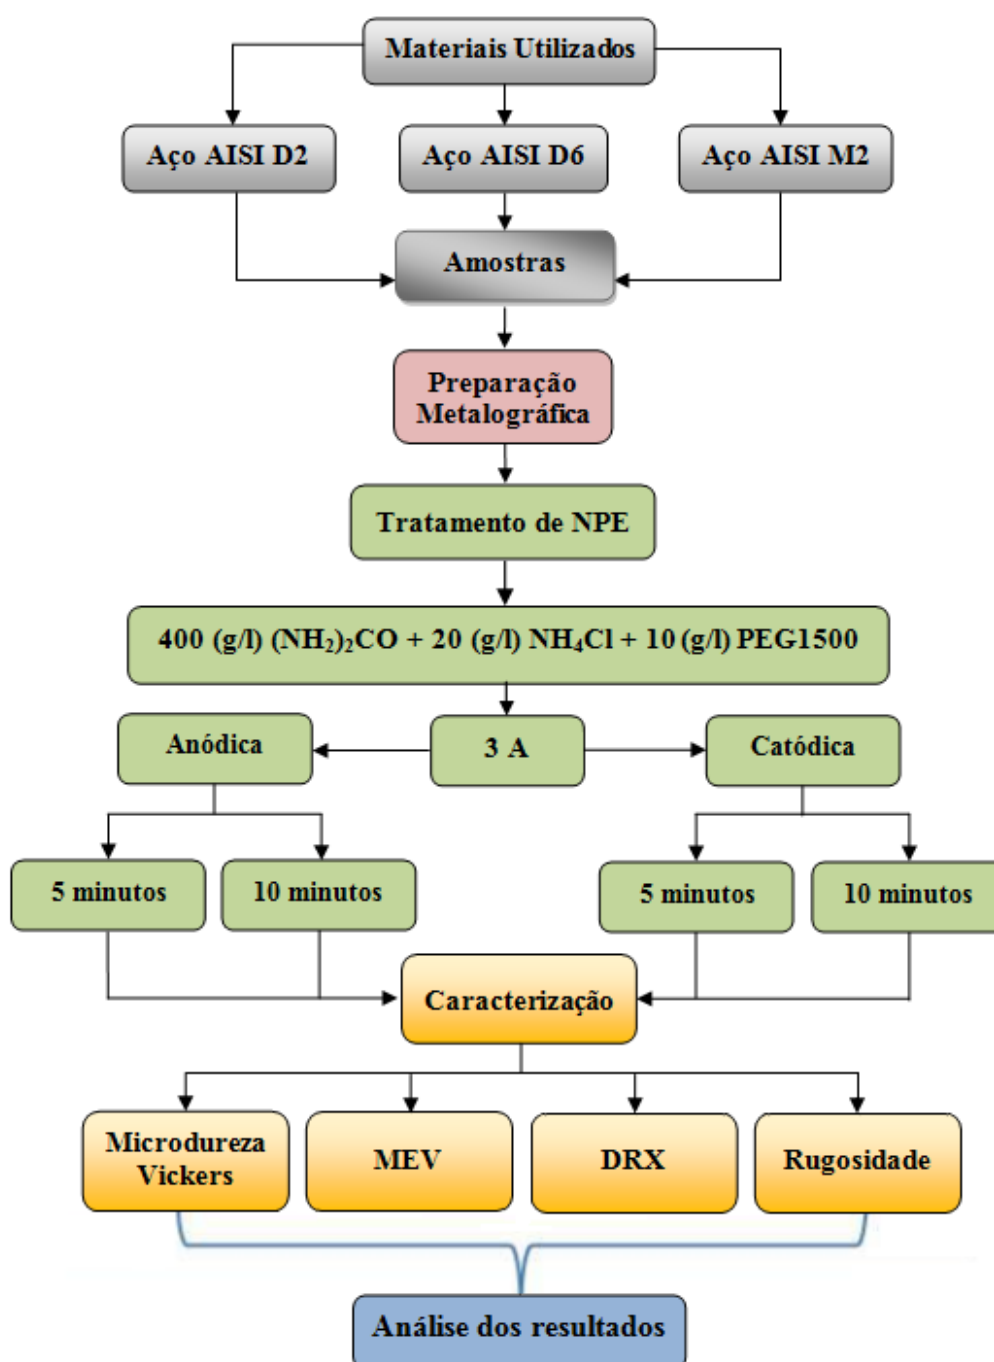 Materiais Utilizados
Aço AISI D2
Aço AISI D6
Aço AISI M2
Amostras
Preparação
Metalográfica
Tratamento de NPE
400 (g/l) (NH₂)₂CO + 20 (g/l) NH₄Cl + 10 (g/l) PEG1500
Anódica
3 A
Catódica
5 minutos
10 minutos
5 minutos
10 minutos
Caracterização
Microdureza
Vickers
MEV
DRX
Rugosidade
Análise dos resultados